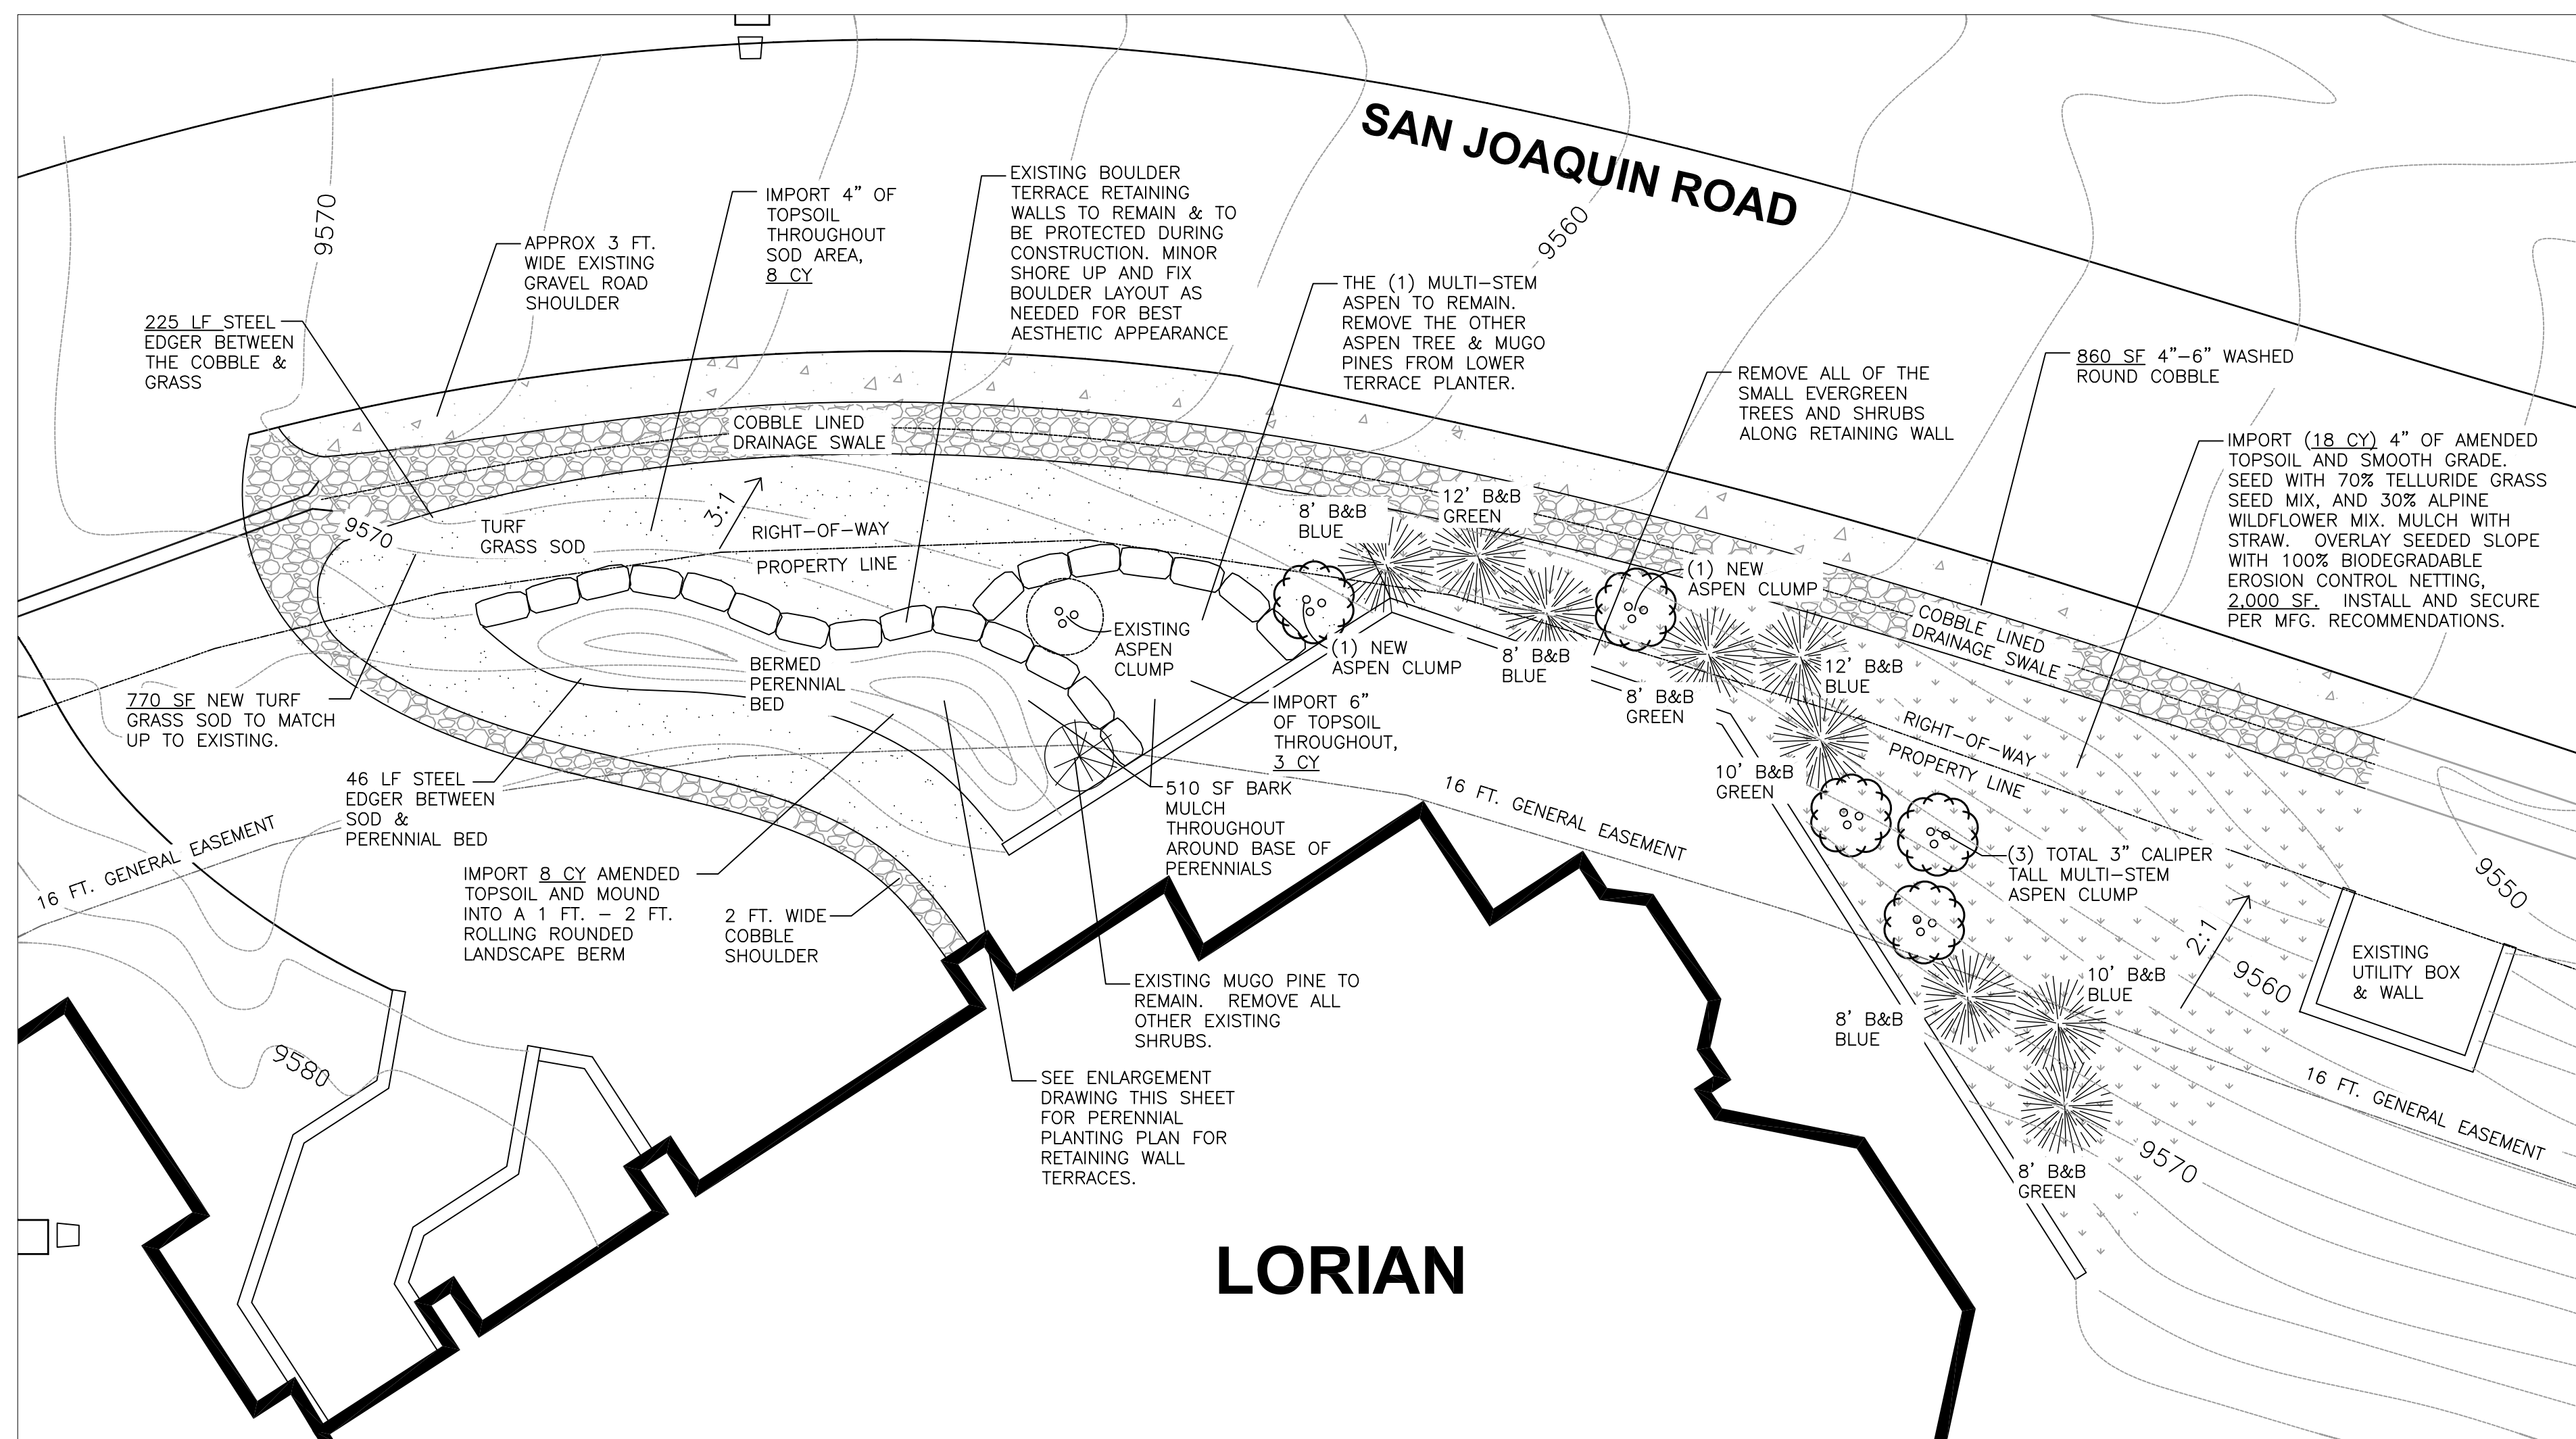 SAN JOAQUIN ROAD
9570
9560
APPROX 3 FT.
WIDE EXISTING
GRAVEL ROAD
SHOULDER
IMPORT 4" OF
TOPSOIL
THROUGHOUT
SOD AREA,
8 CY
EXISTING BOULDER
TERRACE RETAINING
WALLS TO REMAIN & TO
BE PROTECTED DURING
CONSTRUCTION. MINOR
SHORE UP AND FIX
BOULDER LAYOUT AS
NEEDED FOR BEST
AESTHETIC APPEARANCE
THE (1) MULTI-STEM
ASPEN TO REMAIN.
REMOVE THE OTHER
ASPEN TREE & MUGO
PINES FROM LOWER
TERRACE PLANTER.
225 LF STEEL
EDGER BETWEEN
THE COBBLE &
GRASS
REMOVE ALL OF THE
SMALL EVERGREEN
TREES AND SHRUBS
ALONG RETAINING WALL
860 SF 4"-6" WASHED
ROUND COBBLE
IMPORT (18 CY) 4" OF AMENDED
TOPSOIL AND SMOOTH GRADE.
SEED WITH 70% TELLURIDE GRASS
SEED MIX, AND 30% ALPINE
WILDFLOWER MIX. MULCH WITH
STRAW. OVERLAY SEEDED SLOPE
WITH 100% BIODEGRADABLE
EROSION CONTROL NETTING,
2,000 SF. INSTALL AND SECURE
PER MFG. RECOMMENDATIONS.
COBBLE LINED
DRAINAGE SWALE
3:1
9570
TURF
GRASS SOD
RIGHT-OF-WAY
PROPERTY LINE
8' B&B
BLUE
12' B&B
GREEN
(1) NEW
ASPEN CLUMP
COBBLE LINED
DRAINAGE SWALE
EXISTING
ASPEN
CLUMP
(1) NEW
ASPEN CLUMP
8' B&B
BLUE
12' B&B
BLUE
8' B&B
GREEN
BERMED
PERENNIAL
BED
770 SF NEW TURF
GRASS SOD TO MATCH
UP TO EXISTING.
IMPORT 6"
OF TOPSOIL
THROUGHOUT,
3 CY
RIGHT-OF-WAY
PROPERTY LINE
10' B&B
GREEN
46 LF STEEL
EDGER BETWEEN
SOD &
PERENNIAL BED
510 SF BARK
MULCH
THROUGHOUT
AROUND BASE OF
PERENNIALS
16 FT. GENERAL EASEMENT
16 FT. GENERAL EASEMENT
(3) TOTAL 3" CALIPER
TALL MULTI-STEM
ASPEN CLUMP
9550
IMPORT 8 CY AMENDED
TOPSOIL AND MOUND
INTO A 1 FT. - 2 FT.
ROLLING ROUNDED
LANDSCAPE BERM
2 FT. WIDE
COBBLE
SHOULDER
2:1
9560
EXISTING
UTILITY BOX
& WALL
EXISTING MUGO PINE TO
REMAIN. REMOVE ALL
OTHER EXISTING
SHRUBS.
10' B&B
BLUE
8' B&B
BLUE
9580
SEE ENLARGEMENT
DRAWING THIS SHEET
FOR PERENNIAL
PLANTING PLAN FOR
RETAINING WALL
TERRACES.
16 FT. GENERAL EASEMENT
9570
8' B&B
GREEN
LORIAN